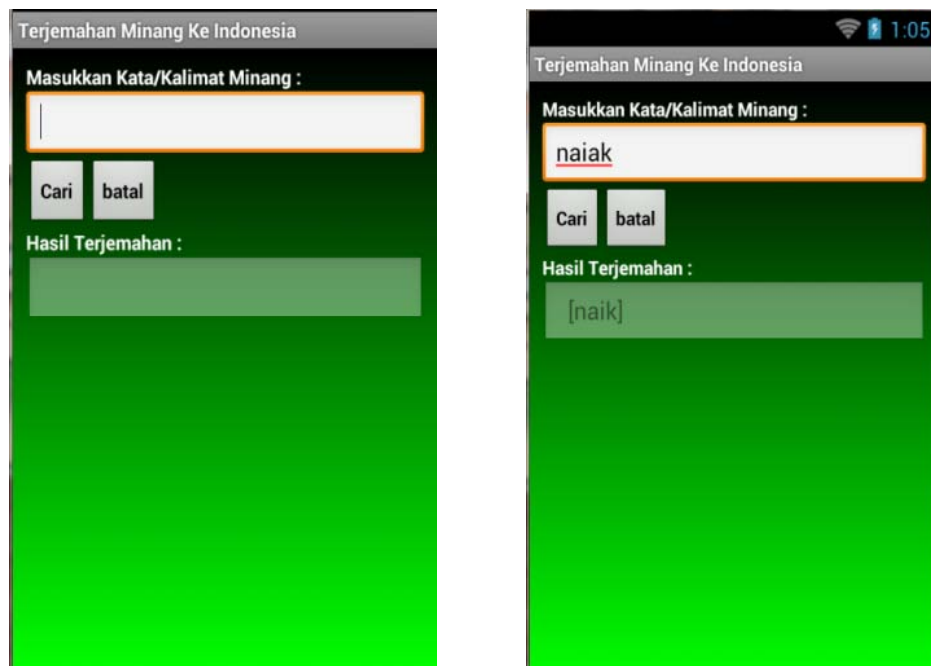 Terjemahan Minang Ke Indonesia
Masukkan Kata/Kalimat Minang :
Cari batal
Hasil Terjemahan :
1:05
Terjemahan Minang Ke Indonesia
Masukkan Kata/Kalimat Minang :
naiak
Cari batal
Hasil Terjemahan :
[naik]